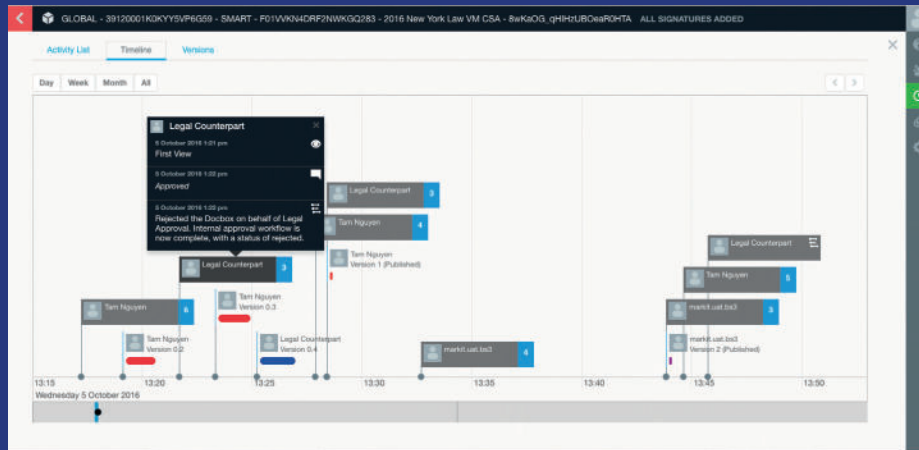 GLOBAL - 39120001K0KYY5VP6G59 - SMART - F01VVKN4DRF2NWKGQ283 - 2016 New York Law VM CSA - 8wKaOG_qHIHzUBOeaR0HTA ALL SIGNATURES ADDED
Activity List Timeline Versions
Day Week Month All
Legal Counterpart
5 October 2016 1:21 pm
First View
5 October 2016 1:22 pm
Approved
5 October 2016 1:22 pm
Rejected the Docbox on behalf of Legal
Approval. Internal approval workflow is
now complete, with a status of rejected.
Legal Counterpart 3
Tam Nguyen 4
Tam Nguyen
Version 1 (Published)
Legal Counterpart 3
Tam Nguyen
Version 0.3
Tam Nguyen 6
Tam Nguyen
Version 0.2
Legal Counterpart
Version 0.4
markit.uat.bs3 4
Legal Counterpart
Tam Nguyen 5
markit.uat.bs3 3
markit.uat.bs3
Version 2 (Published)
13:15 13:20 13:25 13:30 13:35 13:40 13:45 13:50
Wednesday 5 October 2016